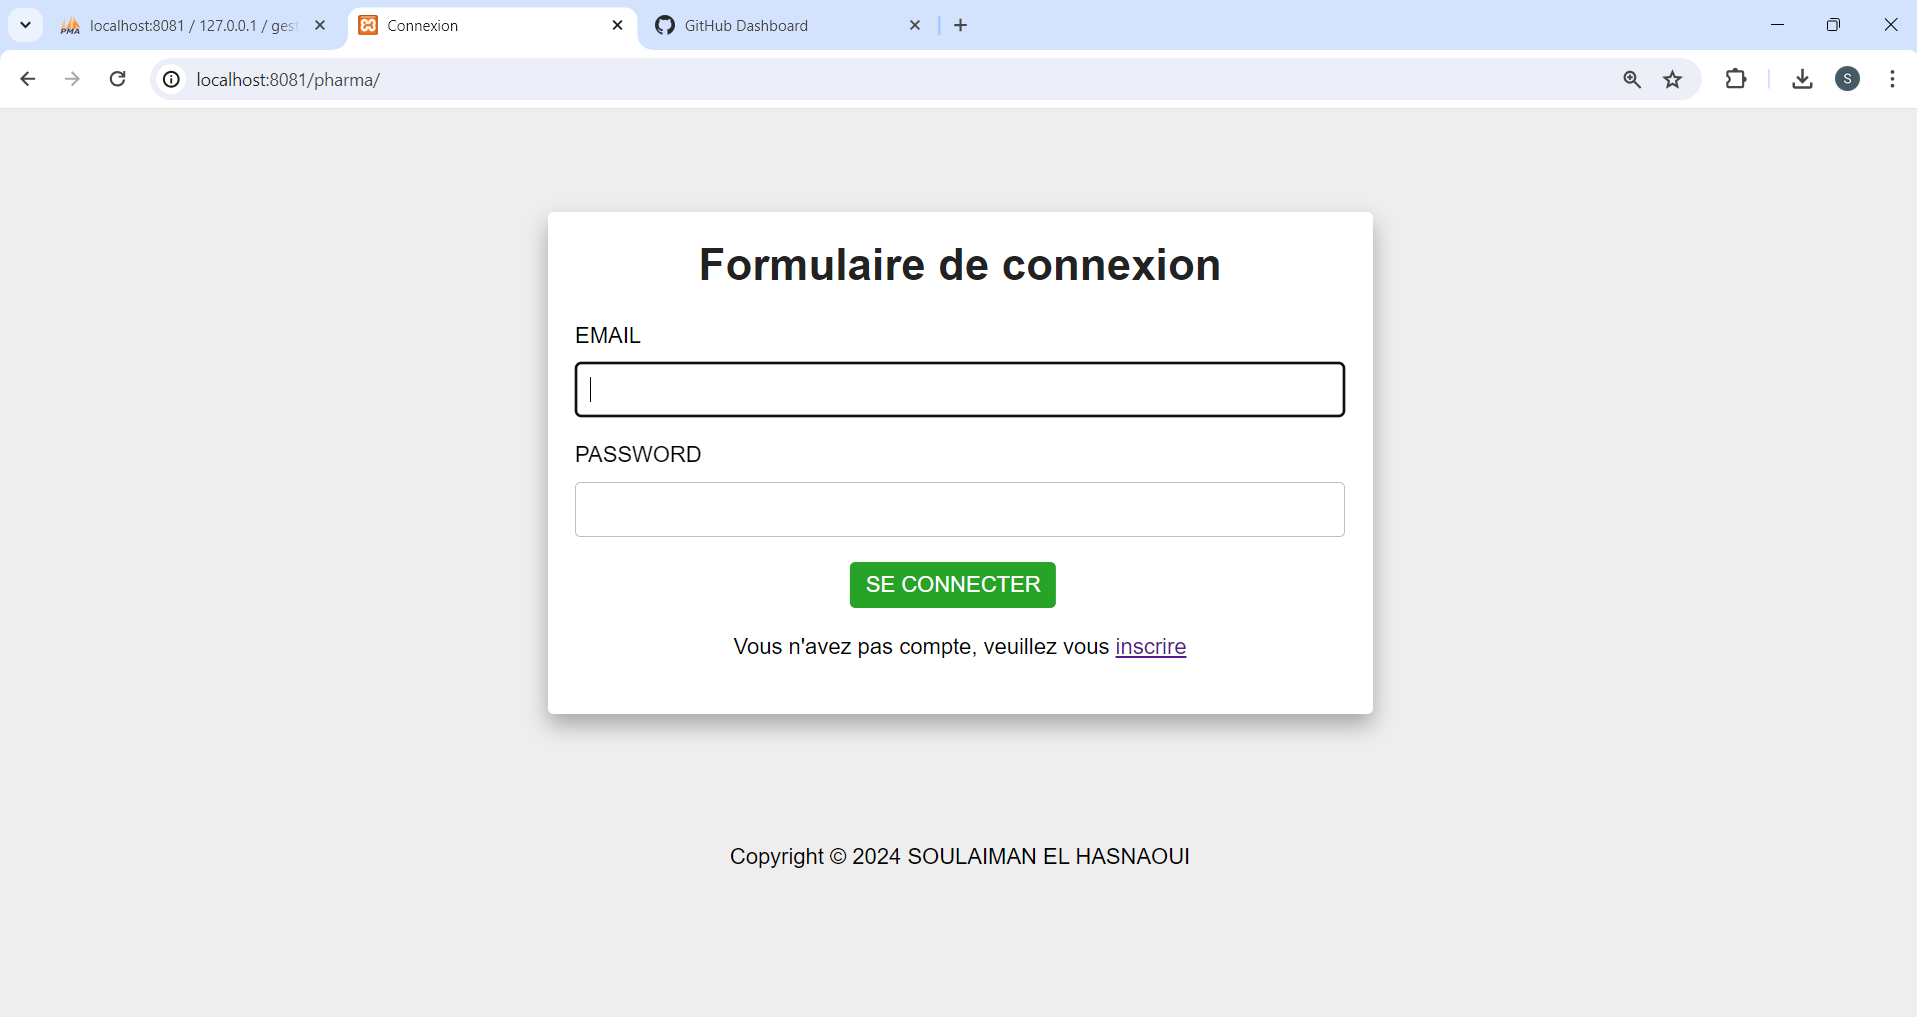 PMA localhost:8081 / 127.0.0.1 / gest Connexion GitHub Dashboard
localhost:8081/pharma/ S
Formulaire de connexion
EMAIL
PASSWORD
SE CONNECTER
Vous n'avez pas compte, veuillez vous inscrire
Copyright © 2024 SOULAIMAN EL HASNAOUI